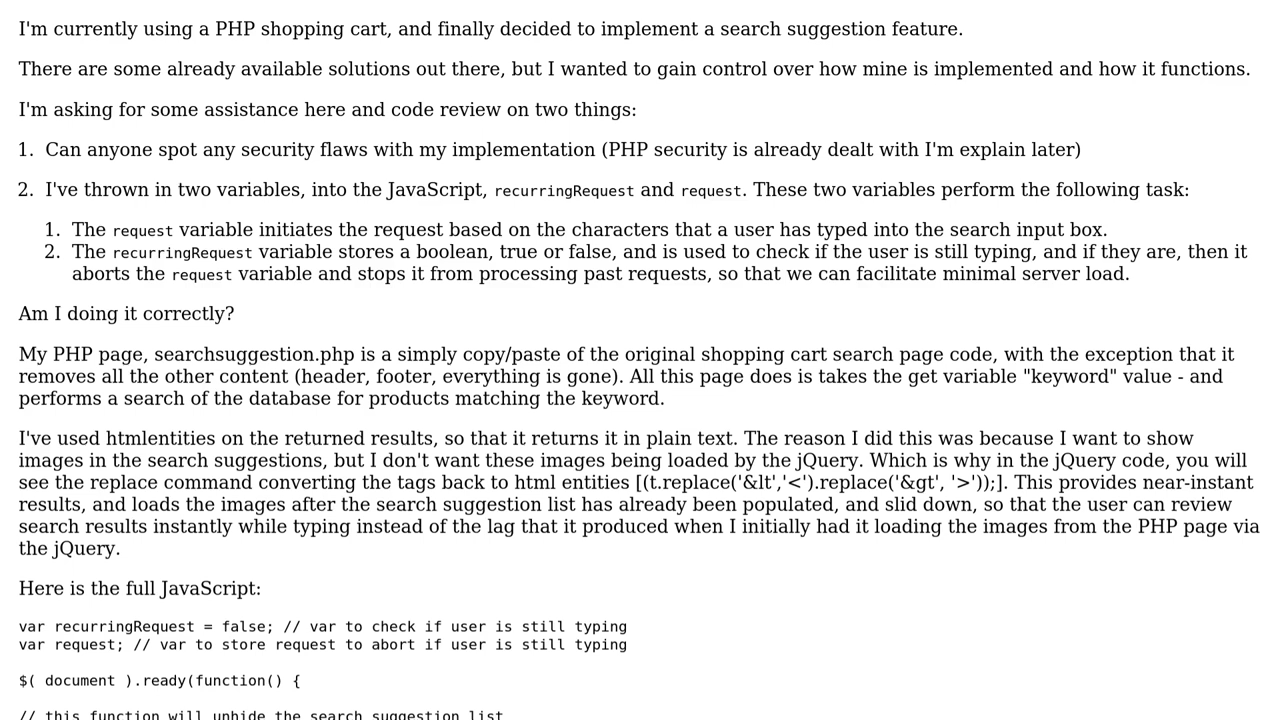 I'm currently using a PHP shopping cart, and finally decided to implement a search suggestion feature.
There are some already available solutions out there, but I wanted to gain control over how mine is implemented and how it functions.
I'm asking for some assistance here and code review on two things:
1. Can anyone spot any security flaws with my implementation (PHP security is already dealt with I'm explain later)
2. I've thrown in two variables, into the JavaScript, recurringRequest and request. These two variables perform the following task:
1. The request variable initiates the request based on the characters that a user has typed into the search input box.
2. The recurringRequest variable stores a boolean, true or false, and is used to check if the user is still typing, and if they are, then it
aborts the request variable and stops it from processing past requests, so that we can facilitate minimal server load.
Am I doing it correctly?
My PHP page, searchsuggestion.php is a simply copy/paste of the original shopping cart search page code, with the exception that it
removes all the other content (header, footer, everything is gone). All this page does is takes the get variable "keyword" value - and
performs a search of the database for products matching the keyword.
I've used htmlentities on the returned results, so that it returns it in plain text. The reason I did this was because I want to show
images in the search suggestions, but I don't want these images being loaded by the jQuery. Which is why in the jQuery code, you will
see the replace command converting the tags back to html entities [(t.replace('&lt','<').replace('&gt', '>'));]. This provides near-instant
results, and loads the images after the search suggestion list has already been populated, and slid down, so that the user can review
search results instantly while typing instead of the lag that it produced when I initially had it loading the images from the PHP page via
the jQuery.
Here is the full JavaScript:
var recurringRequest = false; // var to check if user is still typing
var request; // var to store request to abort if user is still typing
$( document ).ready(function() {
// this function will unhide the search suggestion list